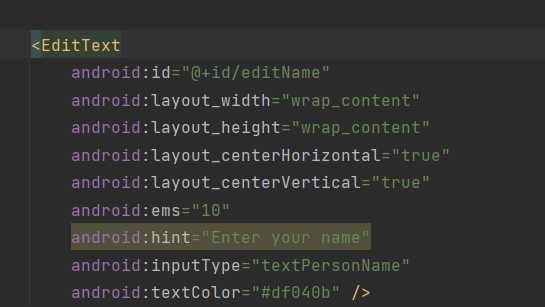 <EditText
android:id="@+id/editName"
android:layout_width="wrap_content"
android:layout_height="wrap_content"
android:layout_centerHorizontal="true"
android:layout_centerVertical="true"
android:ems="10"
android:hint="Enter your name"
android:inputType="textPersonName"
android:textColor="#df040b" />